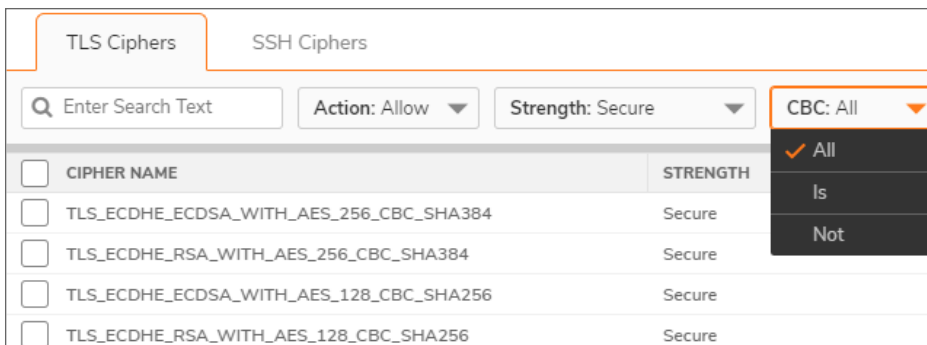 TLS Ciphers SSH Ciphers
Enter Search Text Action: Allow Strength: Secure CBC: All
All
CIPHER NAME STRENGTH
Is
TLS_ECDHE_ECDSA_WITH_AES_256_CBC_SHA384 Secure
Not
TLS_ECDHE_RSA_WITH_AES_256_CBC_SHA384 Secure
TLS_ECDHE_ECDSA_WITH_AES_128_CBC_SHA256 Secure
TLS_ECDHE_RSA_WITH_AES_128_CBC_SHA256 Secure